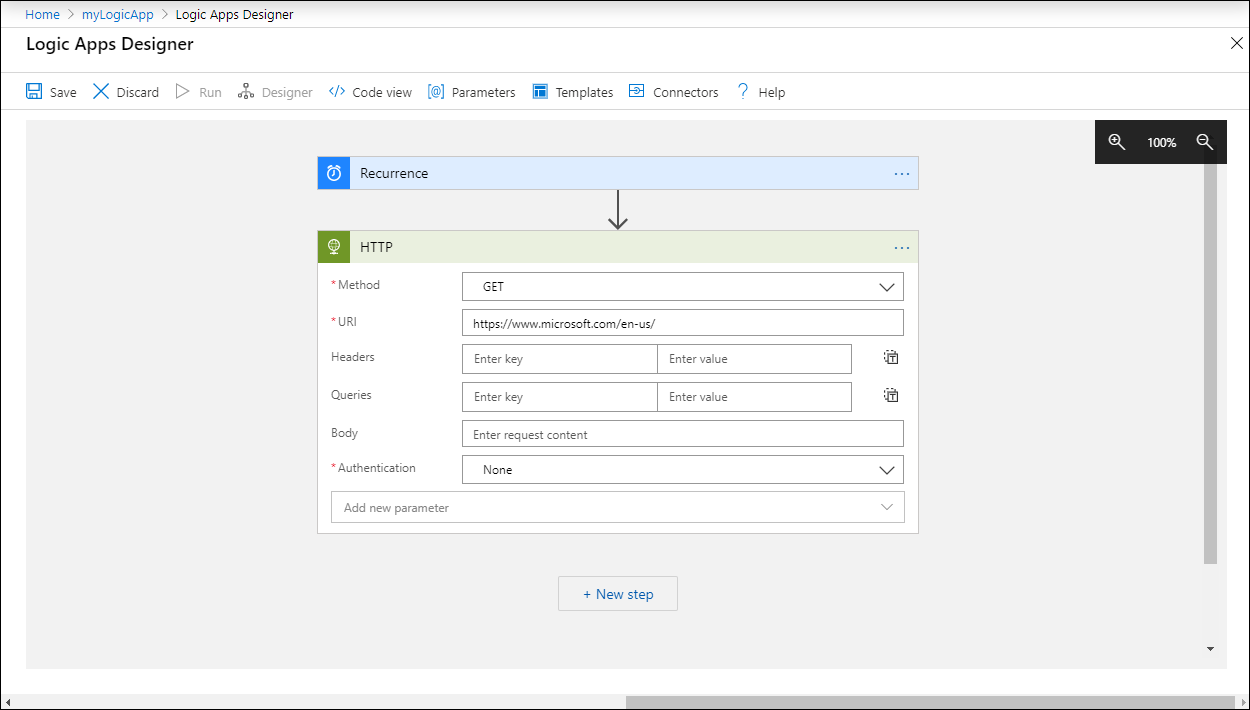 Home > myLogicApp > Logic Apps Designer
Logic Apps Designer
Save Discard Run Designer Code view Parameters Templates Connectors ? Help
100%
Recurrence ...
HTTP ...
* Method GET
* URI https://www.microsoft.com/en-us/
Headers Enter key Enter value
Queries Enter key Enter value
Body Enter request content
* Authentication None
Add new parameter
+ New step